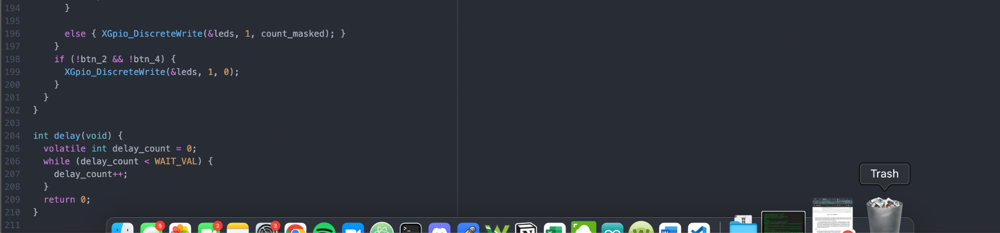 194 }
195
196 else { XGpio_DiscreteWrite(&leds, 1, count_masked); }
197 }
198 if (!btn_2 && !btn_4) {
199 XGpio_DiscreteWrite(&leds, 1, 0);
200 }
201 }
202 }
203
204 int delay(void) {
205 volatile int delay_count = 0;
206 while (delay_count < WAIT_VAL) {
207 delay_count++;
208 }
209 return 0;
210 }
211
Trash
5
2
2
>_